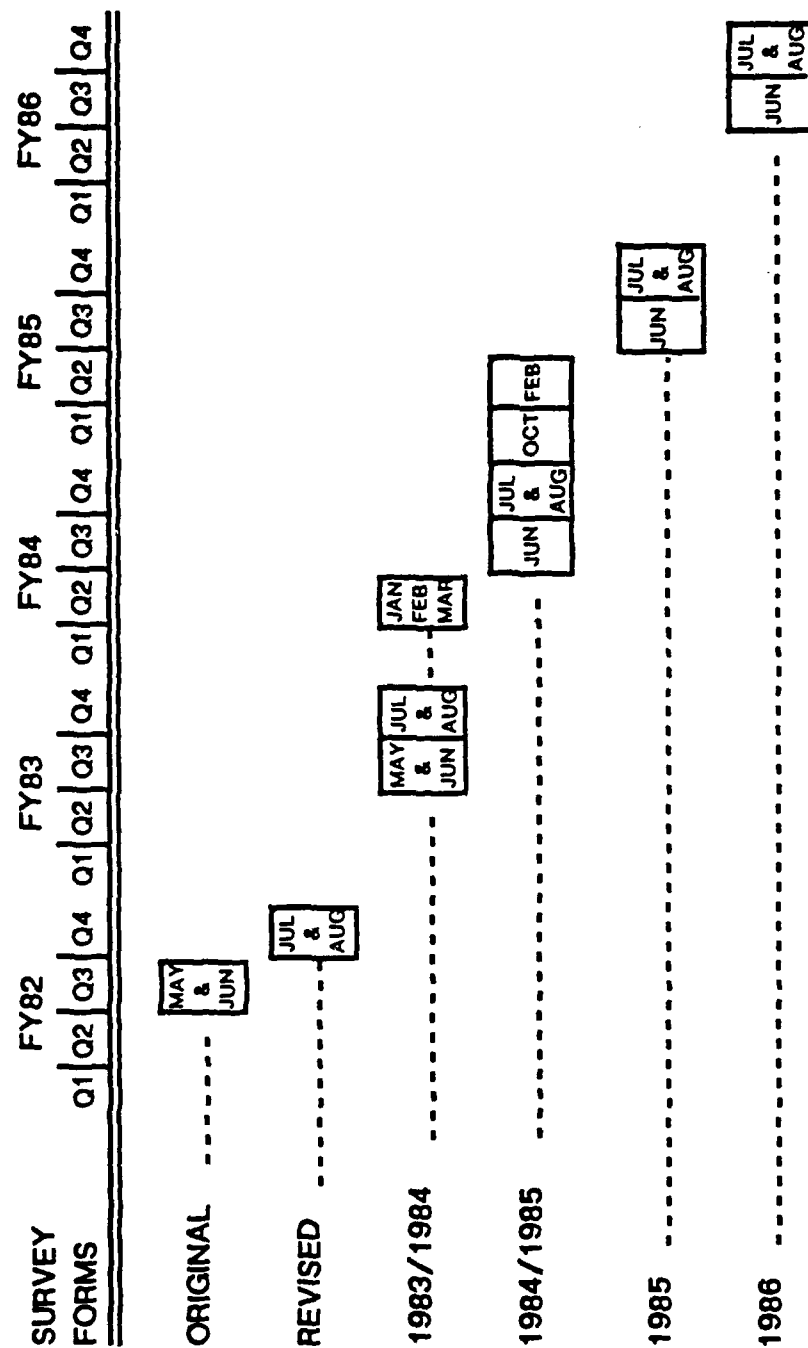 SURVEY FORMS
FY82 FY83 FY84 FY85 FY86
Q1 Q2 Q3 Q4 Q1 Q2 Q3 Q4 Q1 Q2 Q3 Q4 Q1 Q2 Q3 Q4 Q1 Q2 Q3 Q4
ORIGINAL
MAY & JUN
REVISED
JUL & AUG
1983/1984
MAY & JUN
JUL & AUG
JAN FEB MAR
1984/1985
JUN
JUL & AUG
OCT
FEB
1985
JUN
JUL & AUG
1986
JUN
JUL & AUG